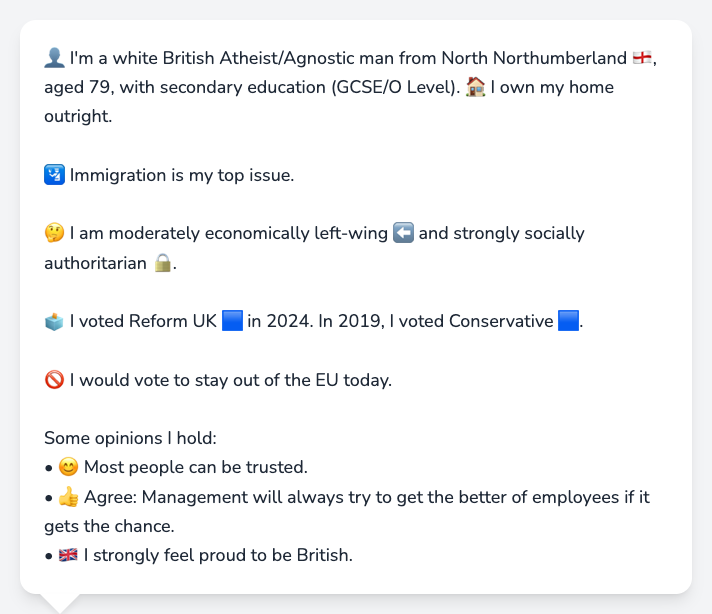 👤 I'm a white British Atheist/Agnostic man from North Northumberland 🏴󠁧󠁢󠁥󠁮󠁧󠁿,
aged 79, with secondary education (GCSE/O Level). 🏠 I own my home
outright.
🛂 Immigration is my top issue.
🤔 I am moderately economically left-wing ⬅️ and strongly socially
authoritarian 🔒.
🗳️ I voted Reform UK 🟦 in 2024. In 2019, I voted Conservative 🟦.
🚫 I would vote to stay out of the EU today.
Some opinions I hold:
• 😊 Most people can be trusted.
• 👍 Agree: Management will always try to get the better of employees if it
gets the chance.
• 🇬🇧 I strongly feel proud to be British.